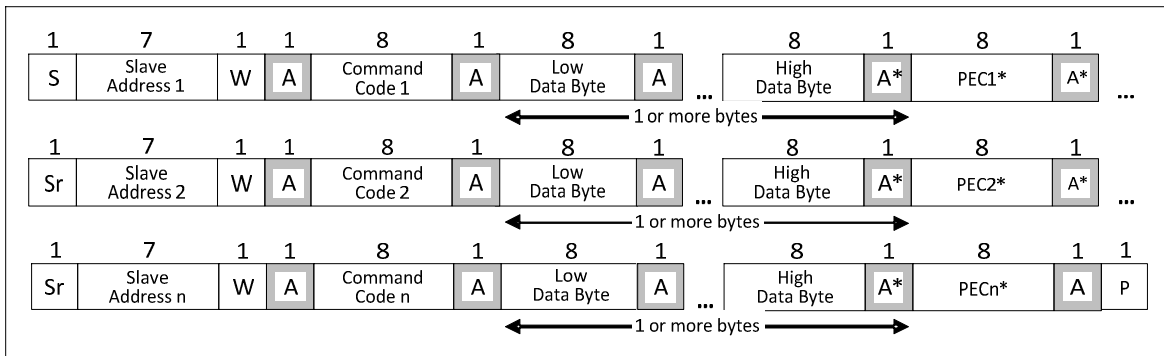 1 7 1 1 8 1 8 1 8 1 8 1
S Slave Address 1 W A Command Code 1 A Low Data Byte A ... High Data Byte A* PEC1* A* ...
1 or more bytes
1 7 1 1 8 1 8 1 8 1 8 1
Sr Slave Address 2 W A Command Code 2 A Low Data Byte A ... High Data Byte A* PEC2* A* ...
1 or more bytes
1 7 1 1 8 1 8 1 8 1 8 1 1
Sr Slave Address n W A Command Code n A Low Data Byte A ... High Data Byte A* PECn* A P
1 or more bytes